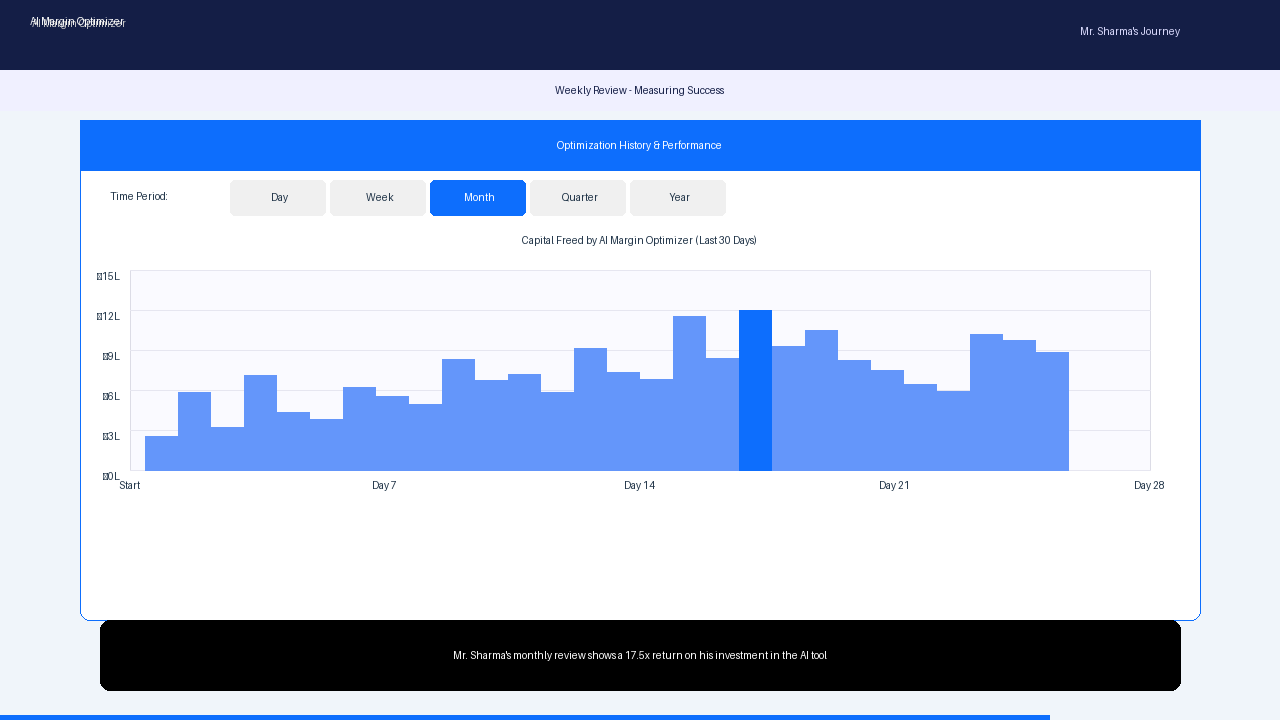 AI Margin Optimizer
Mr. Sharma's Journey
Weekly Review - Measuring Success
Optimization History & Performance
Time Period:
Day
Week
Month
Quarter
Year
Capital Freed by AI Margin Optimizer (Last 30 Days)
15L
12L
9L
6L
3L
0L
Start
Day 7
Day 14
Day 21
Day 28
Mr. Sharma's monthly review shows a 17.5x return on his investment in the AI tool